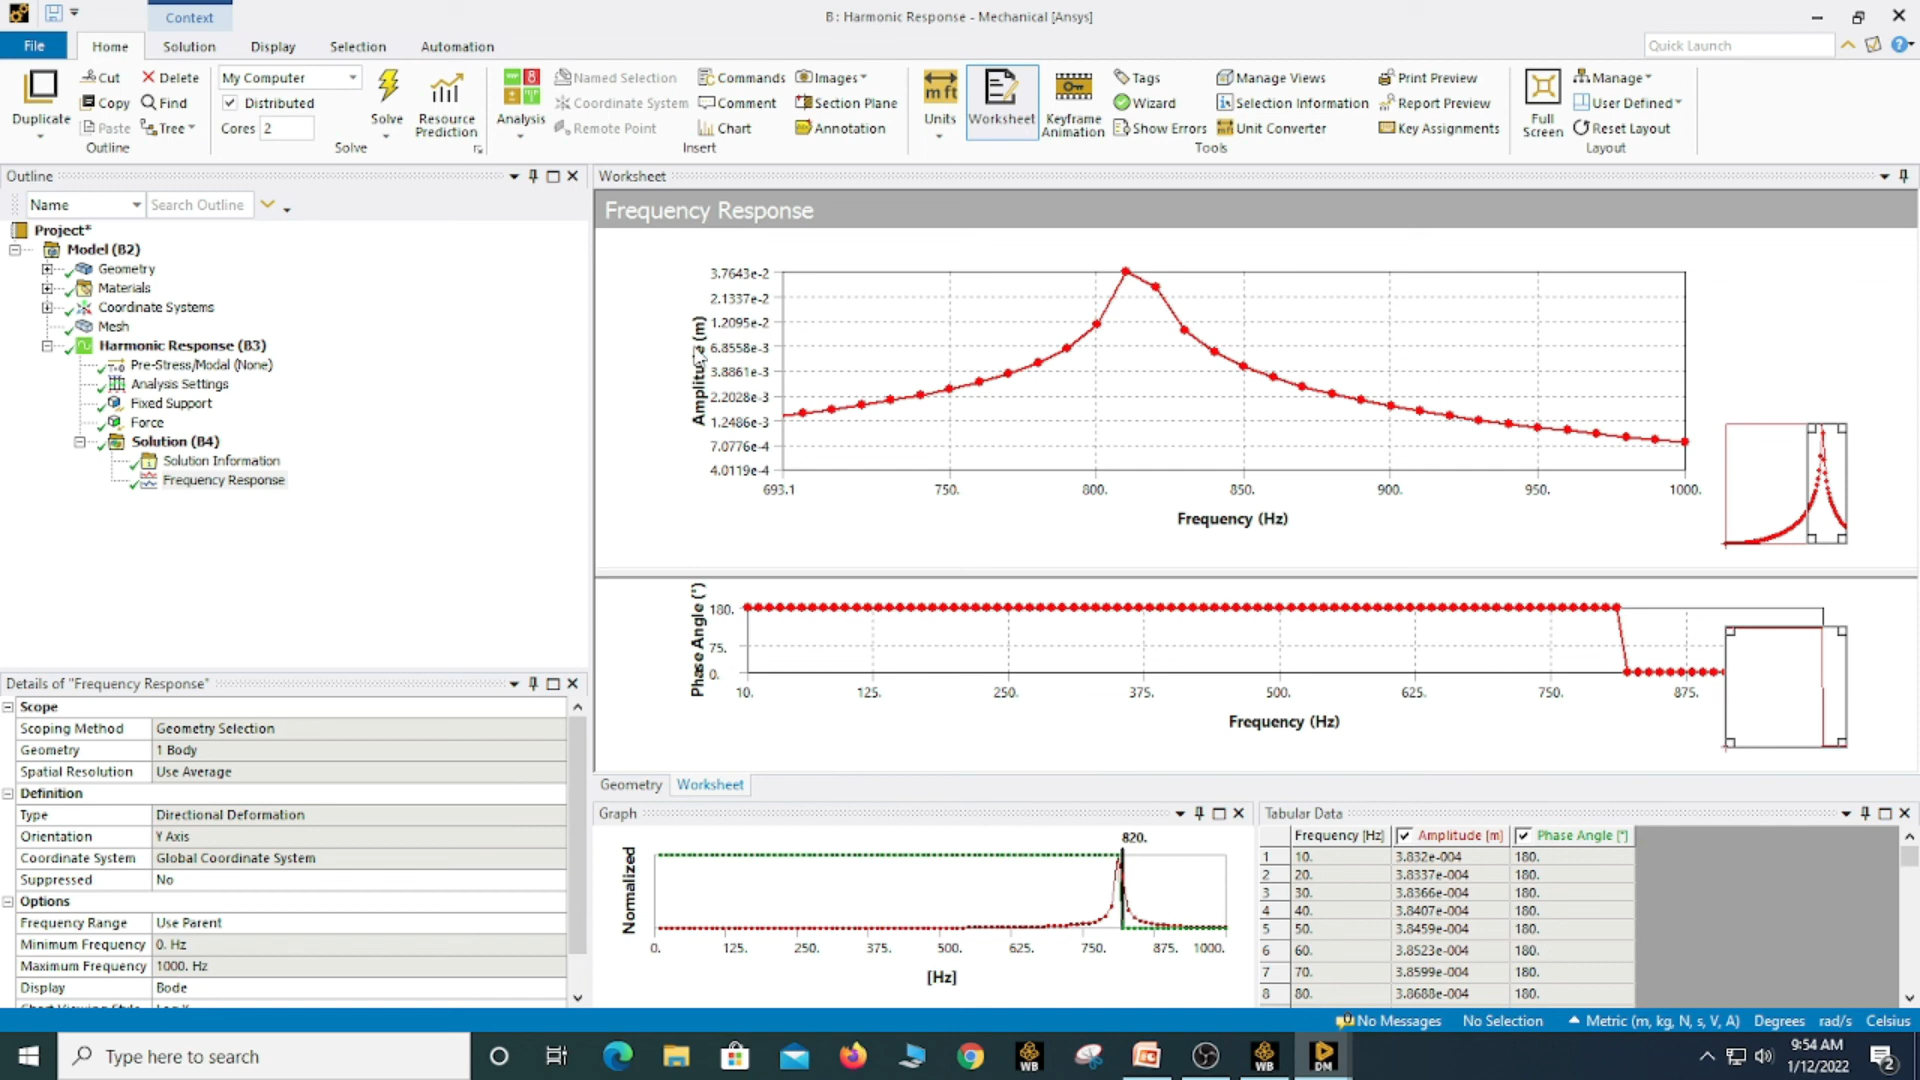 Context
B : Harmonic Response - Mechanical [Ansys]
File
Home
Solution
Display
Selection
Automation
Quick Launch
Duplicate
Cut
Copy
Paste
Delete
Find
Tree
Outline
My Computer
Distributed
Cores 2
Solve
Resource
Prediction
Solve
Analysis
Named Selection
Coordinate System
Remote Point
Commands
Comment
Chart
Images
Section Plane
Annotation
Insert
Units
Worksheet
Keyframe
Animation
Tags
Wizard
Show Errors
Manage Views
Selection Information
Unit Converter
Print Preview
Report Preview
Key Assignments
Tools
Full
Screen
Manage
User Defined
Reset Layout
Layout
Outline
Name
Search Outline
Project*
Model (B2)
Geometry
Materials
Coordinate Systems
Mesh
Harmonic Response (B3)
Pre-Stress/Modal (None)
Analysis Settings
Fixed Support
Force
Solution (B4)
Solution Information
Frequency Response
Worksheet
Frequency Response
Amplitude (m)
3.7643e-2
2.1337e-2
1.2095e-2
6.8558e-3
3.8861e-3
2.2028e-3
1.2486e-3
7.0776e-4
4.0119e-4
693.1 750. 800. 850. 900. 950. 1000.
Frequency (Hz)
Phase Angle (°)
180.
75.
0.
10. 125. 250. 375. 500. 625. 750. 875.
Frequency (Hz)
Details of "Frequency Response"
Scope
Scoping Method Geometry Selection
Geometry 1 Body
Spatial Resolution Use Average
Definition
Type Directional Deformation
Orientation Y Axis
Coordinate System Global Coordinate System
Suppressed No
Options
Frequency Range Use Parent
Minimum Frequency 0. Hz
Maximum Frequency 1000. Hz
Display Bode
Geometry Worksheet
Graph
820.
Normalized
0. 125. 250. 375. 500. 625. 750. 875. 1000.
[Hz]
Tabular Data
Frequency [Hz] Amplitude [m] Phase Angle [°]
1 10. 3.832e-004 180.
2 20. 3.8337e-004 180.
3 30. 3.8366e-004 180.
4 40. 3.8407e-004 180.
5 50. 3.8459e-004 180.
6 60. 3.8523e-004 180.
7 70. 3.8599e-004 180.
8 80. 3.8688e-004 180.
No Messages No Selection Metric (m, kg, N, s, V, A) Degrees rad/s Celsius
Type here to search
WB
WB
DM
9:54 AM
1/12/2022
2